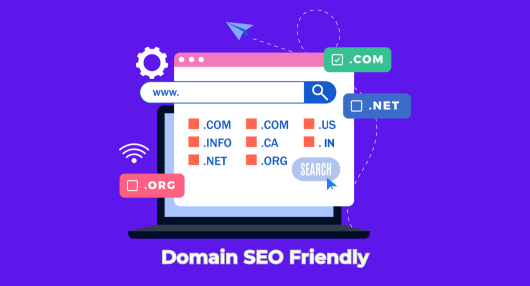 .COM
www.
.NET
.COM .COM .US
.INFO .CA . IN
.NET .ORG
SEARCH
.ORG
Domain SEO Friendly